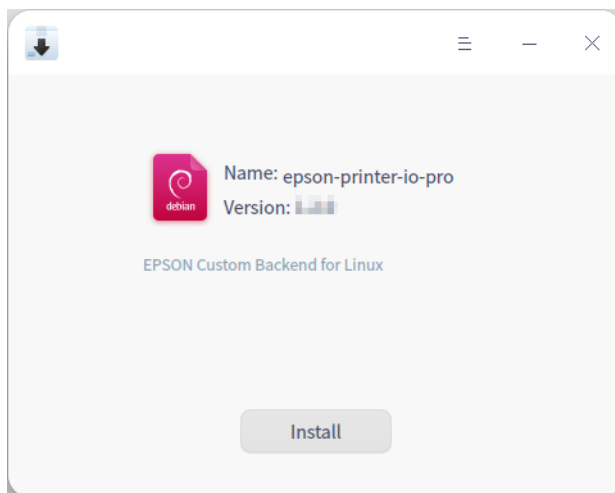 debian
Name: epson-printer-io-pro
Version:
EPSON Custom Backend for Linux
Install